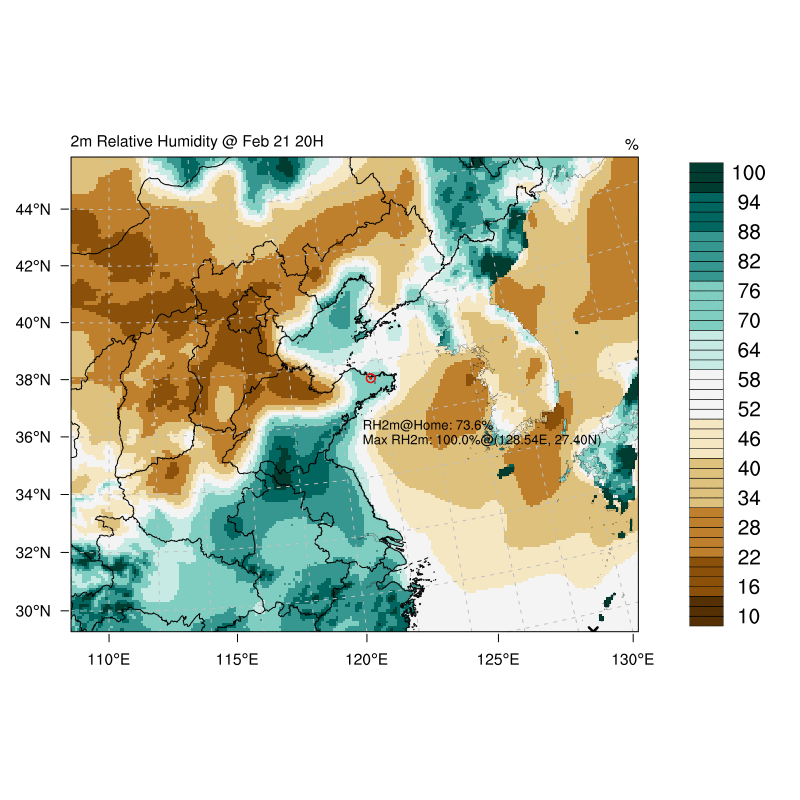 2m Relative Humidity @ Feb 21 20H
%
100
94
88
82
76
70
64
58
52
46
40
34
28
22
16
10
44°N
42°N
40°N
38°N
36°N
34°N
32°N
30°N
RH2m@Home: 73.6%
Max RH2m: 100.0%@(128.54E, 27.40N)
110°E
115°E
120°E
125°E
130°E